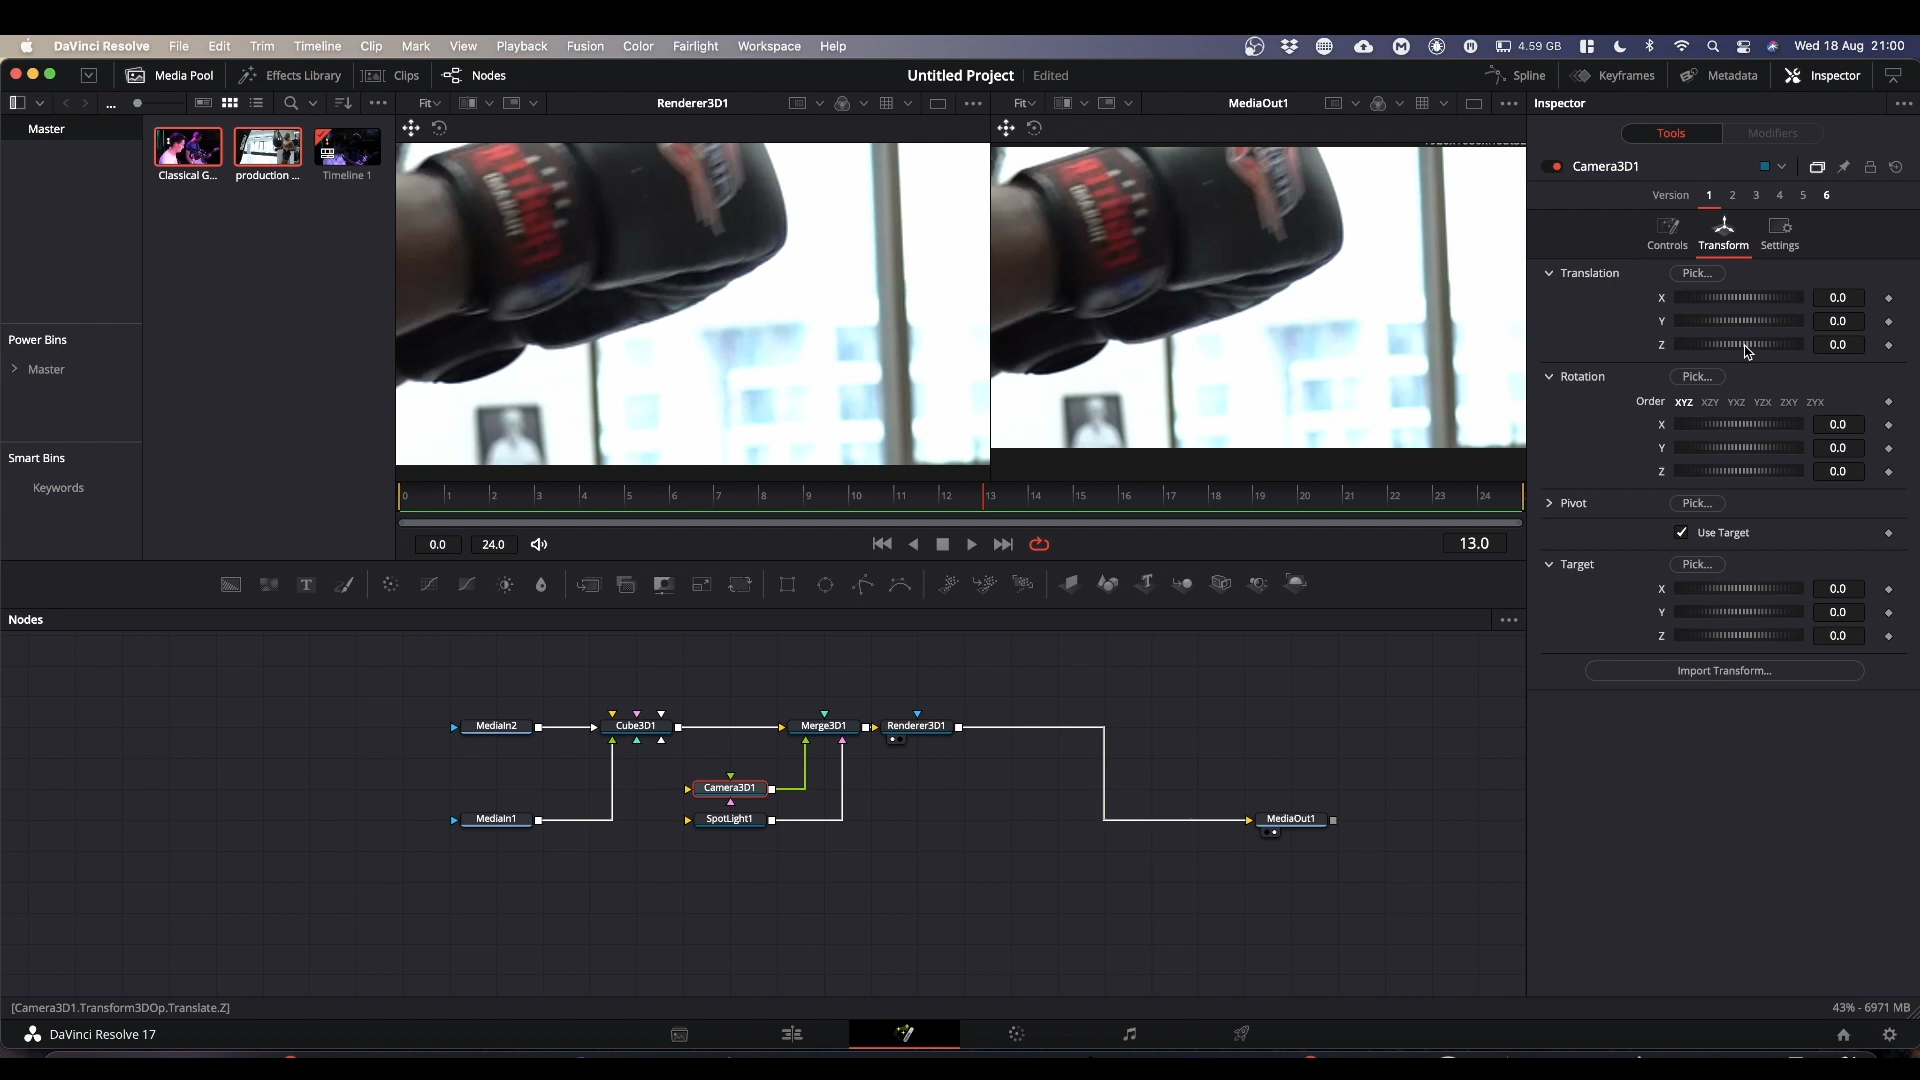 DaVinci Resolve File Edit Trim Timeline Clip Mark View Playback Fusion Color Fairlight Workspace Help 4.59 GB Wed 18 Aug 21:00
Media Pool Effects Library Clips Nodes Untitled Project Edited Spline Keyframes Metadata Inspector
... Fit Renderer3D1 Fit MediaOut1 Inspector
Master
Classical G... production ... Timeline 1
Power Bins
Master
Smart Bins
Keywords
0 1 2 3 4 5 6 7 8 9 10 11 12 13 14 15 16 17 18 19 20 21 22 23 24
0.0 24.0 13.0
Tools Modifiers
Camera3D1
Version 1 2 3 4 5 6
Controls Transform Settings
Translation Pick...
X 0.0
Y 0.0
Z 0.0
Rotation Pick...
Order XYZ XZY YXZ YZX ZXY ZYX
X 0.0
Y 0.0
Z 0.0
Pivot Pick...
Use Target
Target Pick...
X 0.0
Y 0.0
Z 0.0
Import Transform...
Nodes
MediaIn2 Cube3D1 Merge3D1 Renderer3D1
Camera3D1
MediaIn1 SpotLight1 MediaOut1
[Camera3D1.Transform3DOp.Translate.Z] 43% - 6971 MB
DaVinci Resolve 17